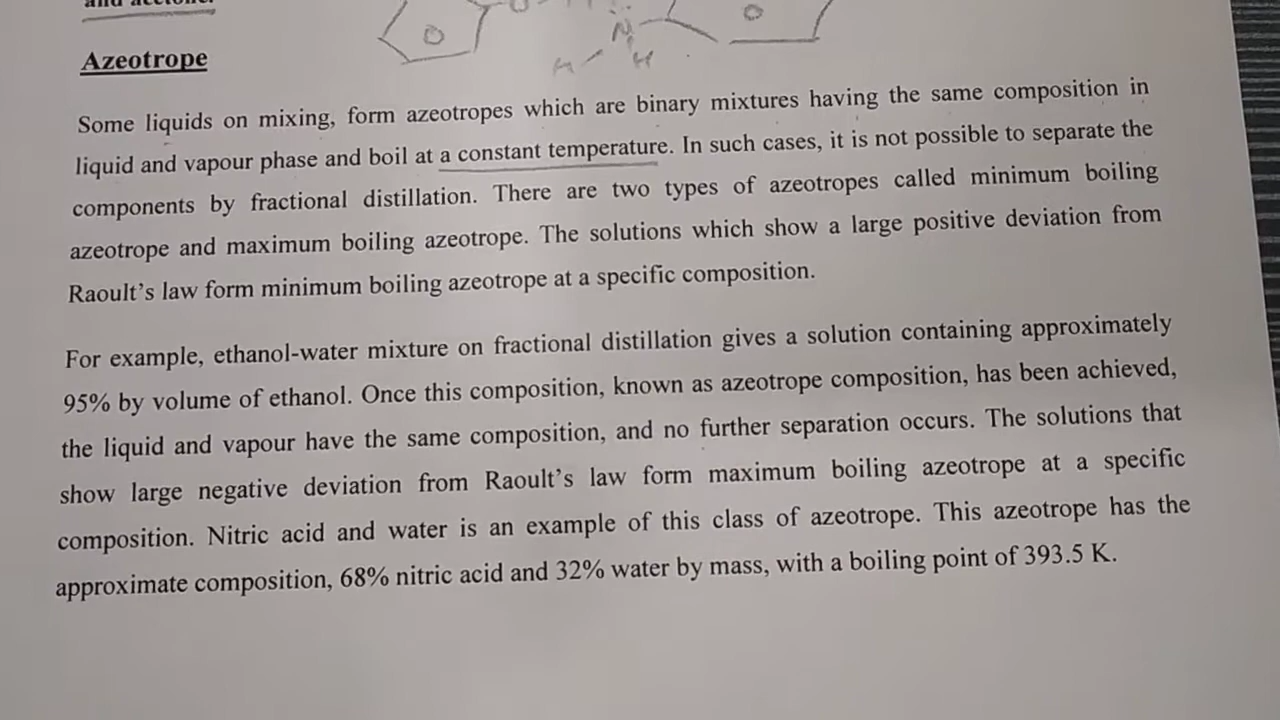 and acetone.
Azeotrope
Some liquids on mixing, form azeotropes which are binary mixtures having the same composition in
liquid and vapour phase and boil at a constant temperature. In such cases, it is not possible to separate the
components by fractional distillation. There are two types of azeotropes called minimum boiling
azeotrope and maximum boiling azeotrope. The solutions which show a large positive deviation from
Raoult’s law form minimum boiling azeotrope at a specific composition.
For example, ethanol-water mixture on fractional distillation gives a solution containing approximately
95% by volume of ethanol. Once this composition, known as azeotrope composition, has been achieved,
the liquid and vapour have the same composition, and no further separation occurs. The solutions that
show large negative deviation from Raoult’s law form maximum boiling azeotrope at a specific
composition. Nitric acid and water is an example of this class of azeotrope. This azeotrope has the
approximate composition, 68% nitric acid and 32% water by mass, with a boiling point of 393.5 K.